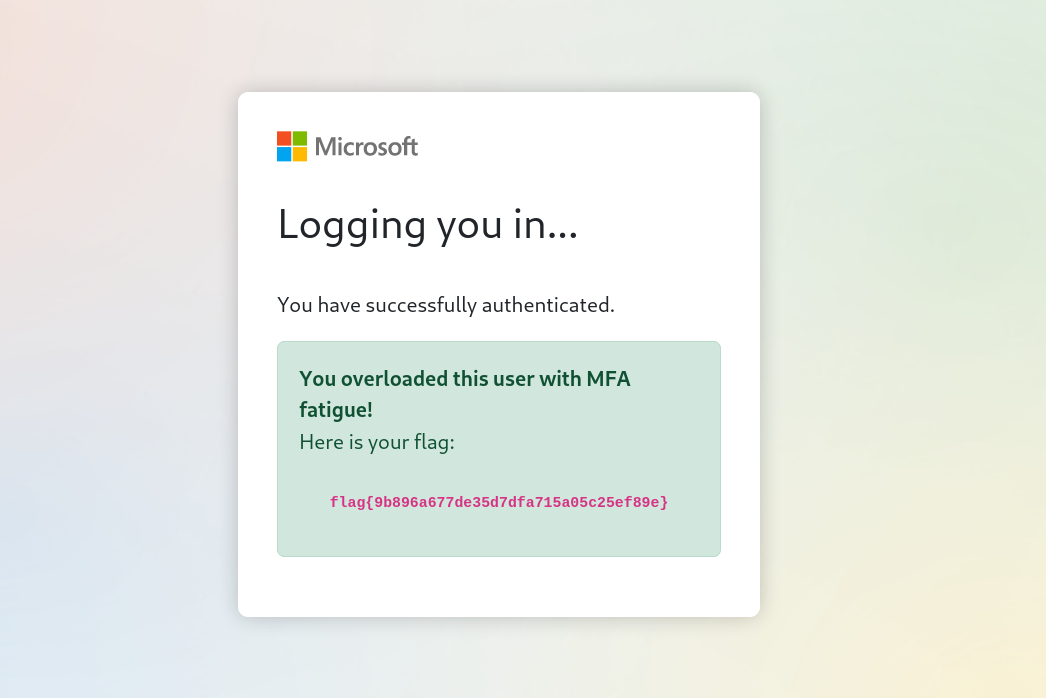 Microsoft
Logging you in...
You have successfully authenticated.
You overloaded this user with MFA
fatigue!
Here is your flag:
flag{9b896a677de35d7dfa715a05c25ef89e}